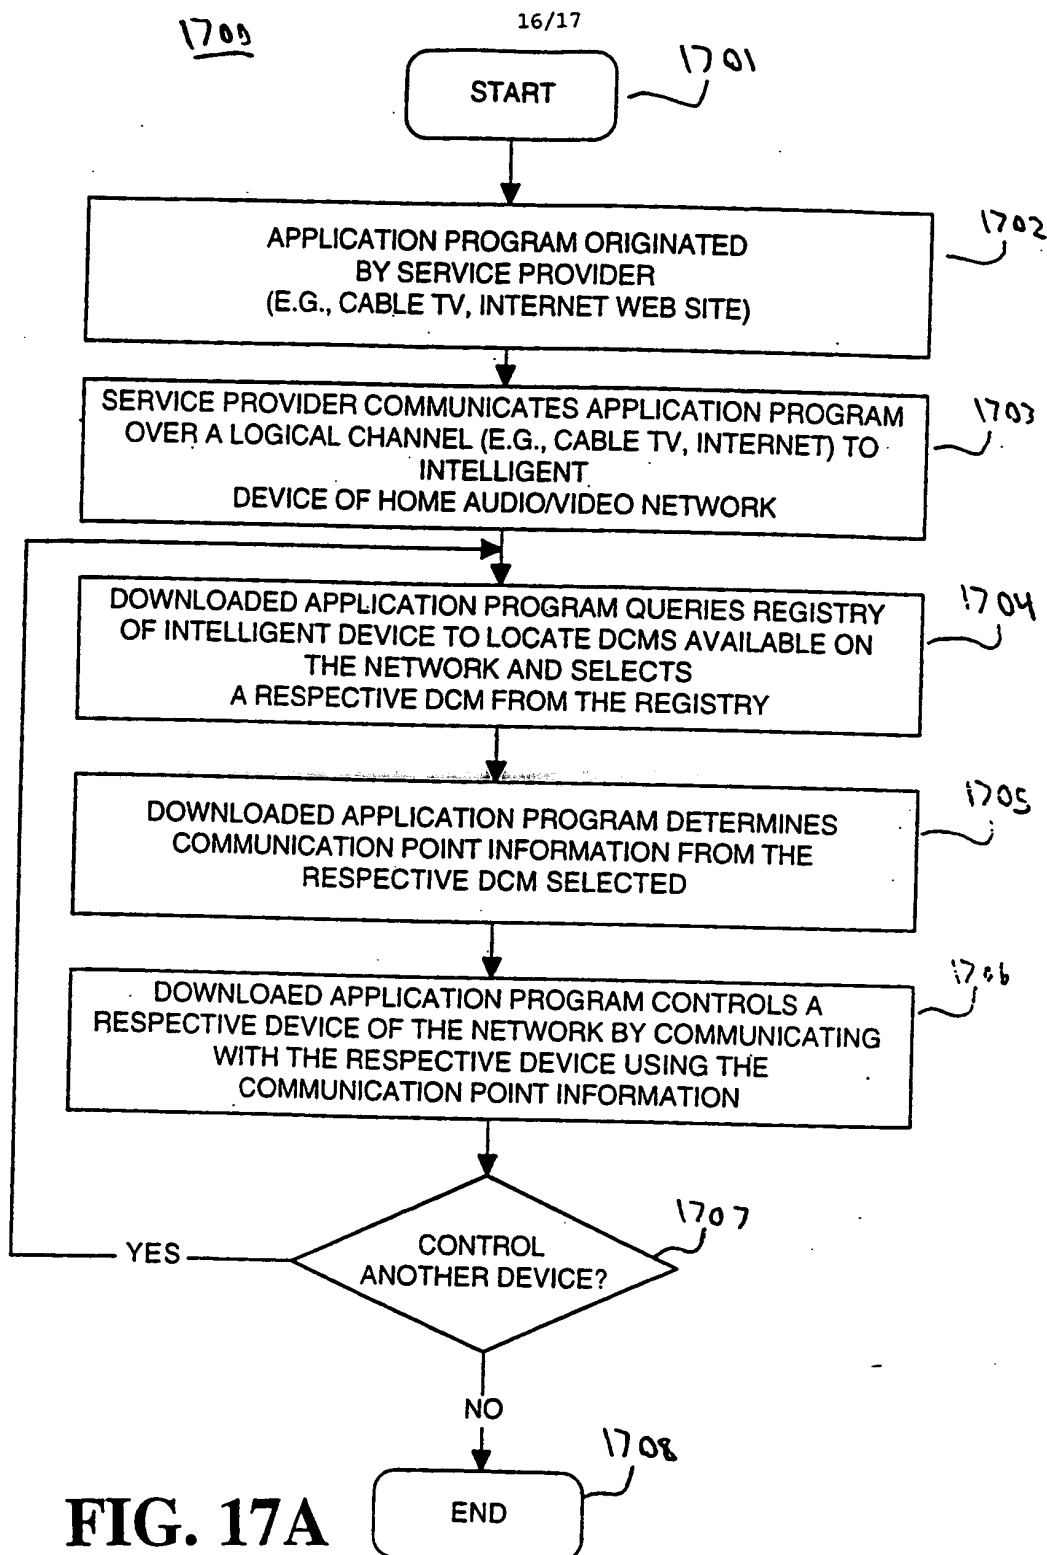 16/17
1700
START
1701
APPLICATION PROGRAM ORIGINATED
BY SERVICE PROVIDER
(E.G., CABLE TV, INTERNET WEB SITE)
1702
SERVICE PROVIDER COMMUNICATES APPLICATION PROGRAM
OVER A LOGICAL CHANNEL (E.G., CABLE TV, INTERNET) TO
INTELLIGENT
DEVICE OF HOME AUDIO/VIDEO NETWORK
1703
DOWNLOADED APPLICATION PROGRAM QUERIES REGISTRY
OF INTELLIGENT DEVICE TO LOCATE DCMS AVAILABLE ON
THE NETWORK AND SELECTS
A RESPECTIVE DCM FROM THE REGISTRY
1704
DOWNLOADED APPLICATION PROGRAM DETERMINES
COMMUNICATION POINT INFORMATION FROM THE
RESPECTIVE DCM SELECTED
1705
DOWNLOAED APPLICATION PROGRAM CONTROLS A
RESPECTIVE DEVICE OF THE NETWORK BY COMMUNICATING
WITH THE RESPECTIVE DEVICE USING THE
COMMUNICATION POINT INFORMATION
1706
1707
CONTROL
ANOTHER DEVICE?
YES
NO
1708
END
FIG. 17A